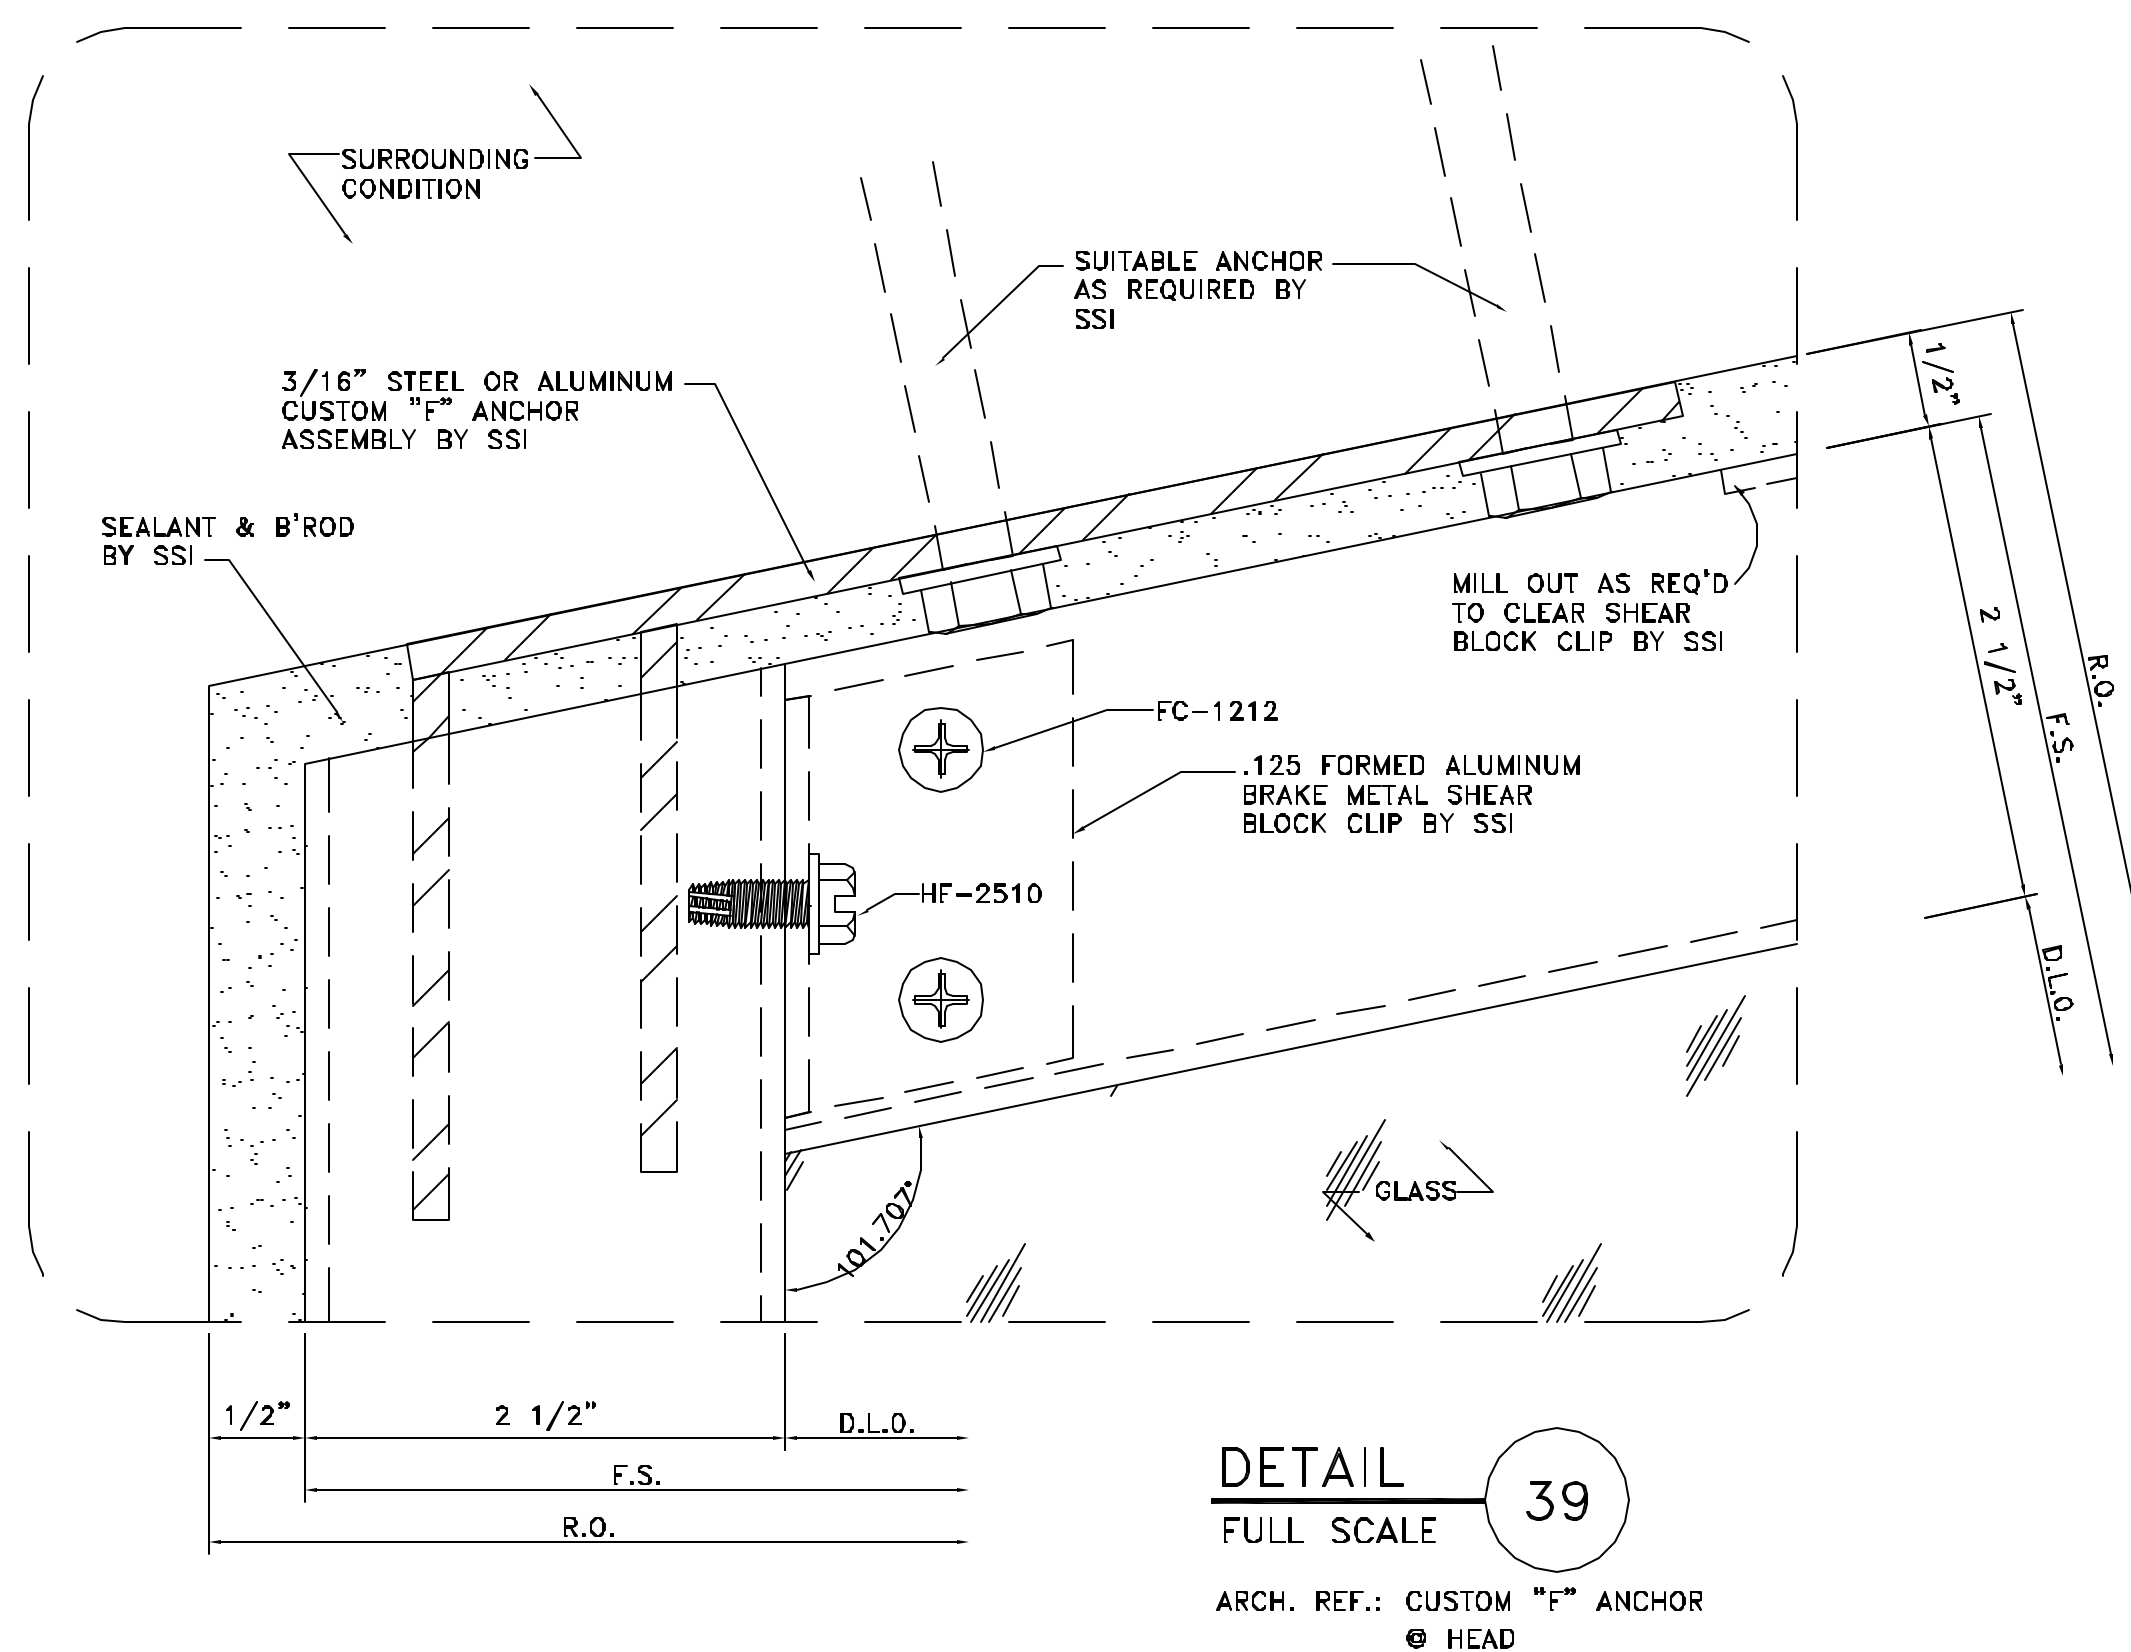 SURROUNDING
CONDITION
SUITABLE ANCHOR
AS REQUIRED BY
SSI
3/16" STEEL OR ALUMINUM
CUSTOM "F" ANCHOR
ASSEMBLY BY SSI
SEALANT & B'ROD
BY SSI
MILL OUT AS REQ'D
TO CLEAR SHEAR
BLOCK CLIP BY SSI
FC-1212
.125 FORMED ALUMINUM
BRAKE METAL SHEAR
BLOCK CLIP BY SSI
HF-2510
1/2"
2 1/2"
R.O.
F.S.
D.L.O.
GLASS
101.707°
1/2"
2 1/2"
D.L.O.
F.S.
R.O.
DETAIL
39
FULL SCALE
ARCH. REF.: CUSTOM "F" ANCHOR
@ HEAD